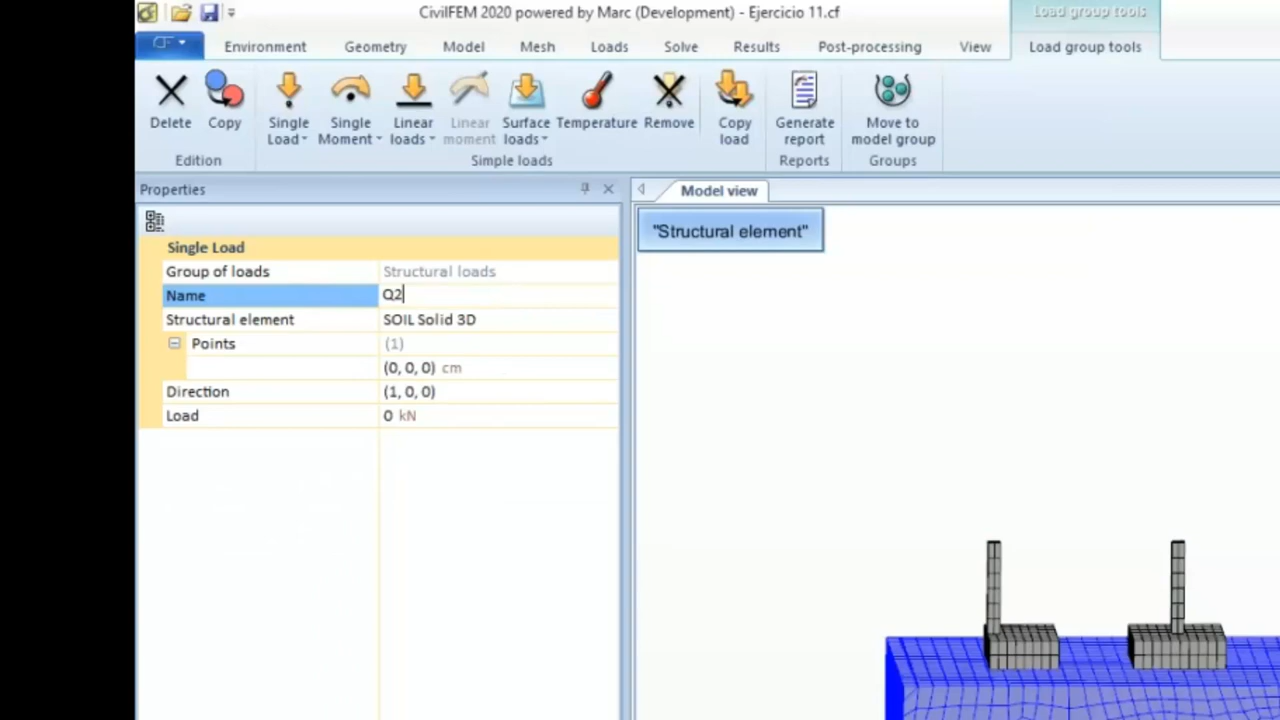 CivilFEM 2020 powered by Marc (Development) - Ejercicio 11.cf
Load group tools
Environment Geometry Model Mesh Loads Solve Results Post-processing View Load group tools
Delete Copy Single Load Single Moment Linear loads Linear moment Surface loads Temperature Remove Copy load Generate report Move to model group
Edition Simple loads Reports Groups
Properties
Model view
"Structural element"
Single Load
Group of loads Structural loads
Name Q2
Structural element SOIL Solid 3D
Points (1)
(0, 0, 0) cm
Direction (1, 0, 0)
Load 0 kN